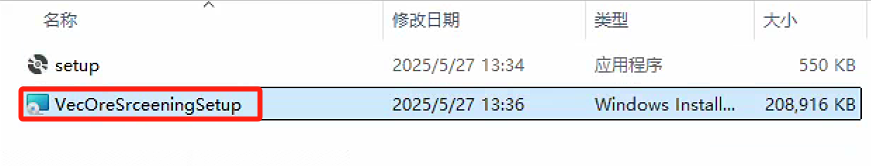 名称 修改日期 类型 大小
setup 2025/5/27 13:34 应用程序 550 KB
VecOreSrceeningSetup 2025/5/27 13:36 Windows Install... 208,916 KB